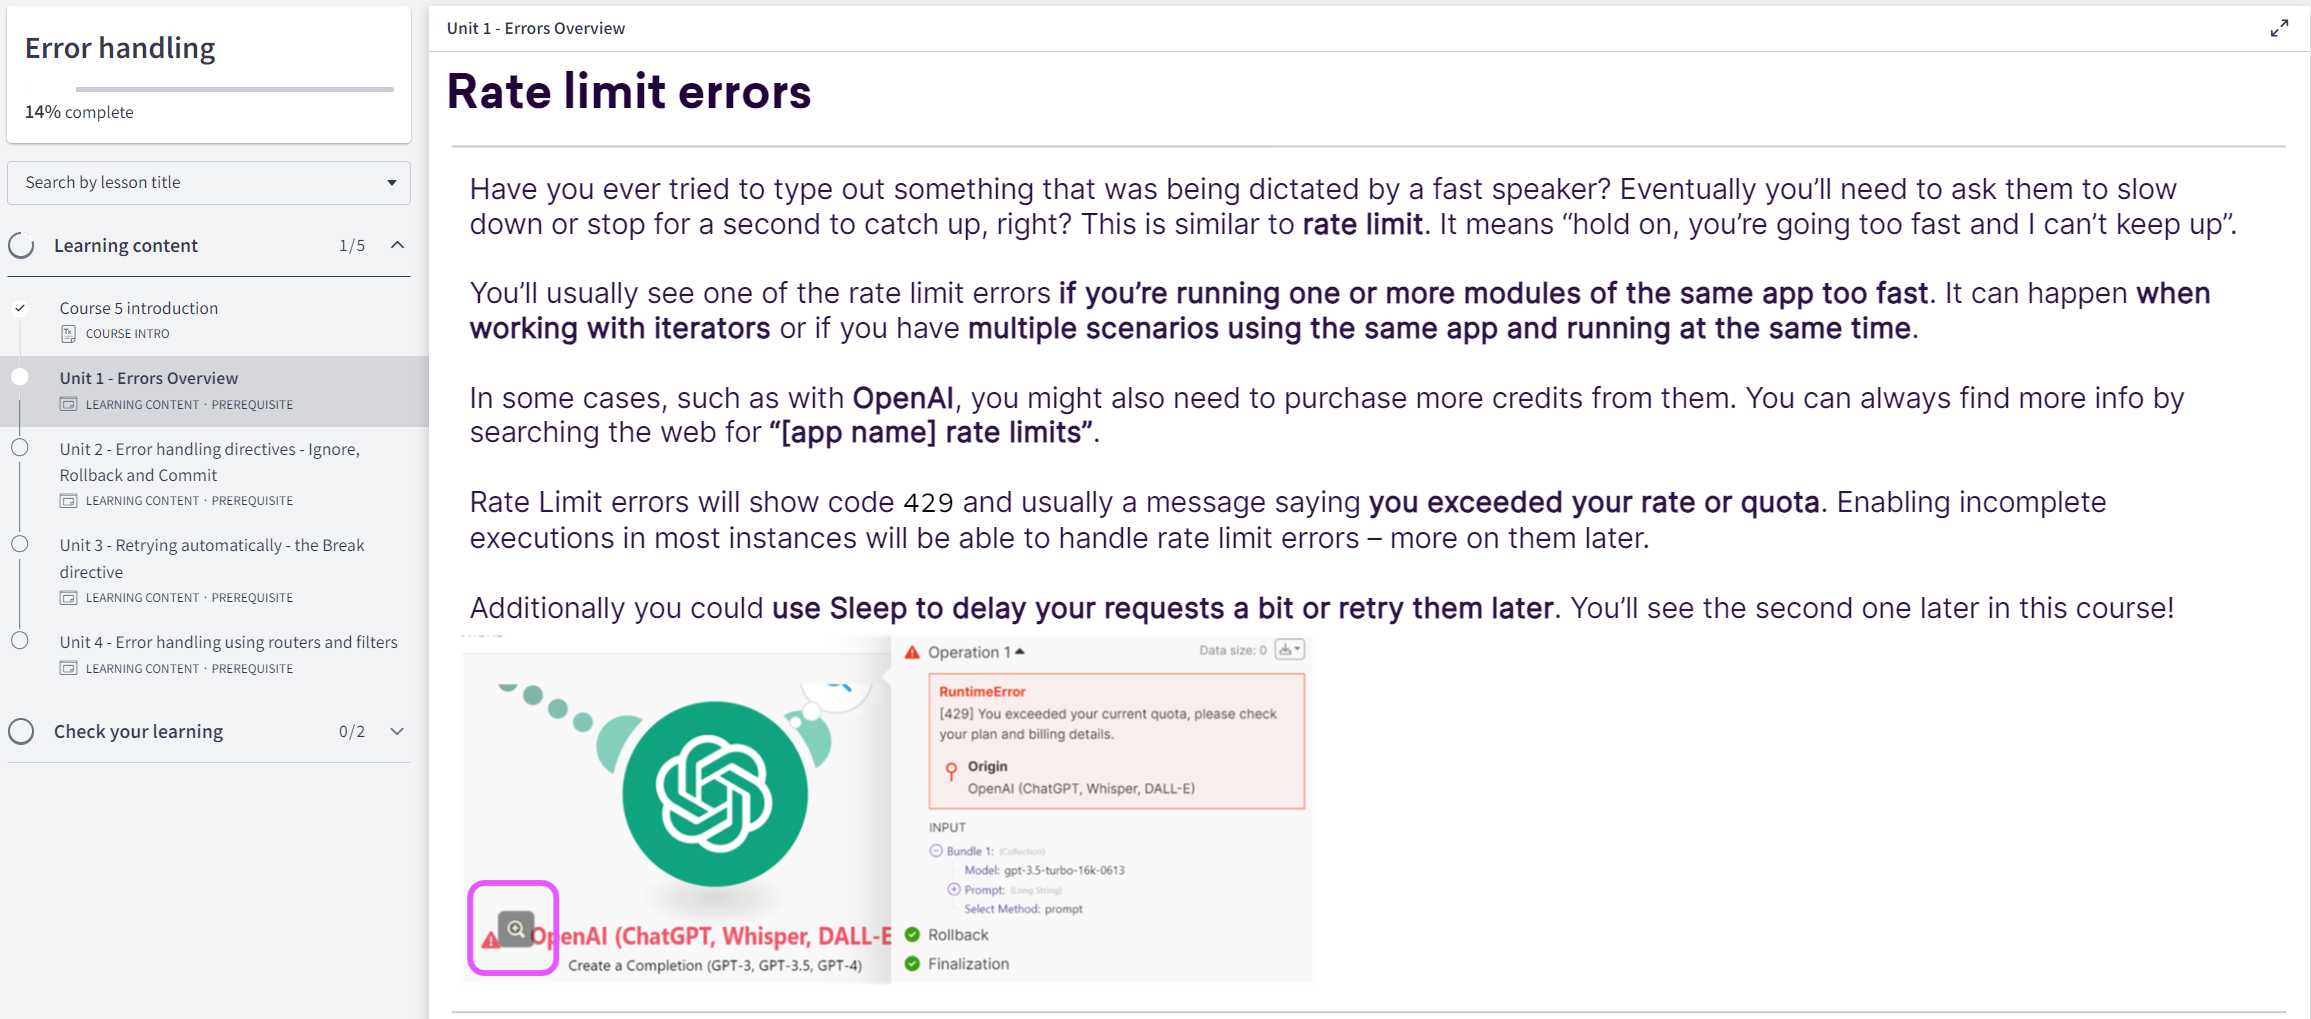 Error handling
14% complete
Search by lesson title
Learning content 1/5
Course 5 introduction
COURSE INTRO
Unit 1 - Errors Overview
LEARNING CONTENT · PREREQUISITE
Unit 2 - Error handling directives - Ignore,
Rollback and Commit
LEARNING CONTENT · PREREQUISITE
Unit 3 - Retrying automatically - the Break
directive
LEARNING CONTENT · PREREQUISITE
Unit 4 - Error handling using routers and filters
LEARNING CONTENT · PREREQUISITE
Check your learning 0/2
Unit 1 - Errors Overview
Rate limit errors
Have you ever tried to type out something that was being dictated by a fast speaker? Eventually you’ll need to ask them to slow
down or stop for a second to catch up, right? This is similar to rate limit. It means “hold on, you’re going too fast and I can’t keep up”.
You’ll usually see one of the rate limit errors if you’re running one or more modules of the same app too fast. It can happen when
working with iterators or if you have multiple scenarios using the same app and running at the same time.
In some cases, such as with OpenAI, you might also need to purchase more credits from them. You can always find more info by
searching the web for “[app name] rate limits”.
Rate Limit errors will show code 429 and usually a message saying you exceeded your rate or quota. Enabling incomplete
executions in most instances will be able to handle rate limit errors – more on them later.
Additionally you could use Sleep to delay your requests a bit or retry them later. You’ll see the second one later in this course!
OpenAI (ChatGPT, Whisper, DALL-E
Create a Completion (GPT-3, GPT-3.5, GPT-4)
Operation 1 Data size: 0
RuntimeError
[429] You exceeded your current quota, please check
your plan and billing details.
Origin
OpenAI (ChatGPT, Whisper, DALL-E)
INPUT
Bundle 1: (Collection)
Model: gpt-3.5-turbo-16k-0613
Prompt: (Long String)
Select Method: prompt
Rollback
Finalization